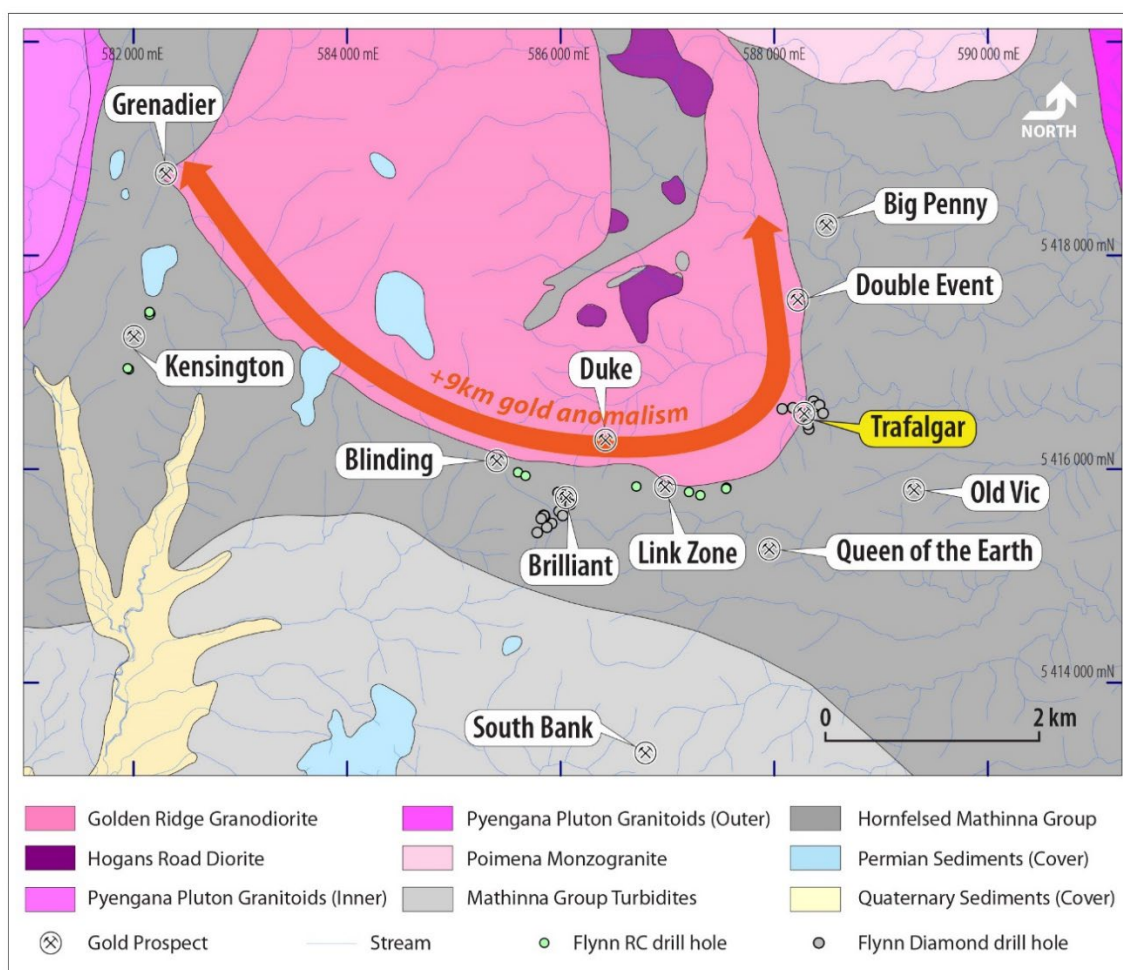 582 000 mE
584 000 mE
586 000 mE
588 000 mE
590 000 mE
Grenadier
NORTH
Big Penny
5 418 000 mN
Double Event
Kensington
Duke
+9km gold anomalism
Trafalgar
Blinding
5 416 000 mN
Old Vic
Brilliant
Link Zone
Queen of the Earth
5 414 000 mN
South Bank
0
2 km
Golden Ridge Granodiorite
Pyengana Pluton Granitoids (Outer)
Hornfelsed Mathinna Group
Hogans Road Diorite
Poimena Monzogranite
Permian Sediments (Cover)
Pyengana Pluton Granitoids (Inner)
Mathinna Group Turbidites
Quaternary Sediments (Cover)
Gold Prospect
Stream
Flynn RC drill hole
Flynn Diamond drill hole